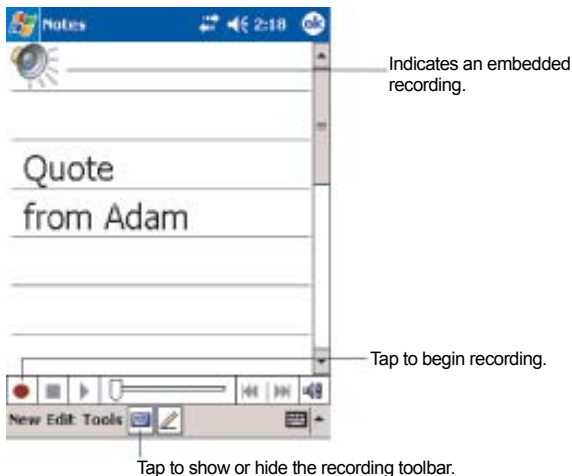 Notes 2:18 ok
Indicates an embedded
recording.
Quote
from Adam
Tap to begin recording.
New Edit Tools
Tap to show or hide the recording toolbar.